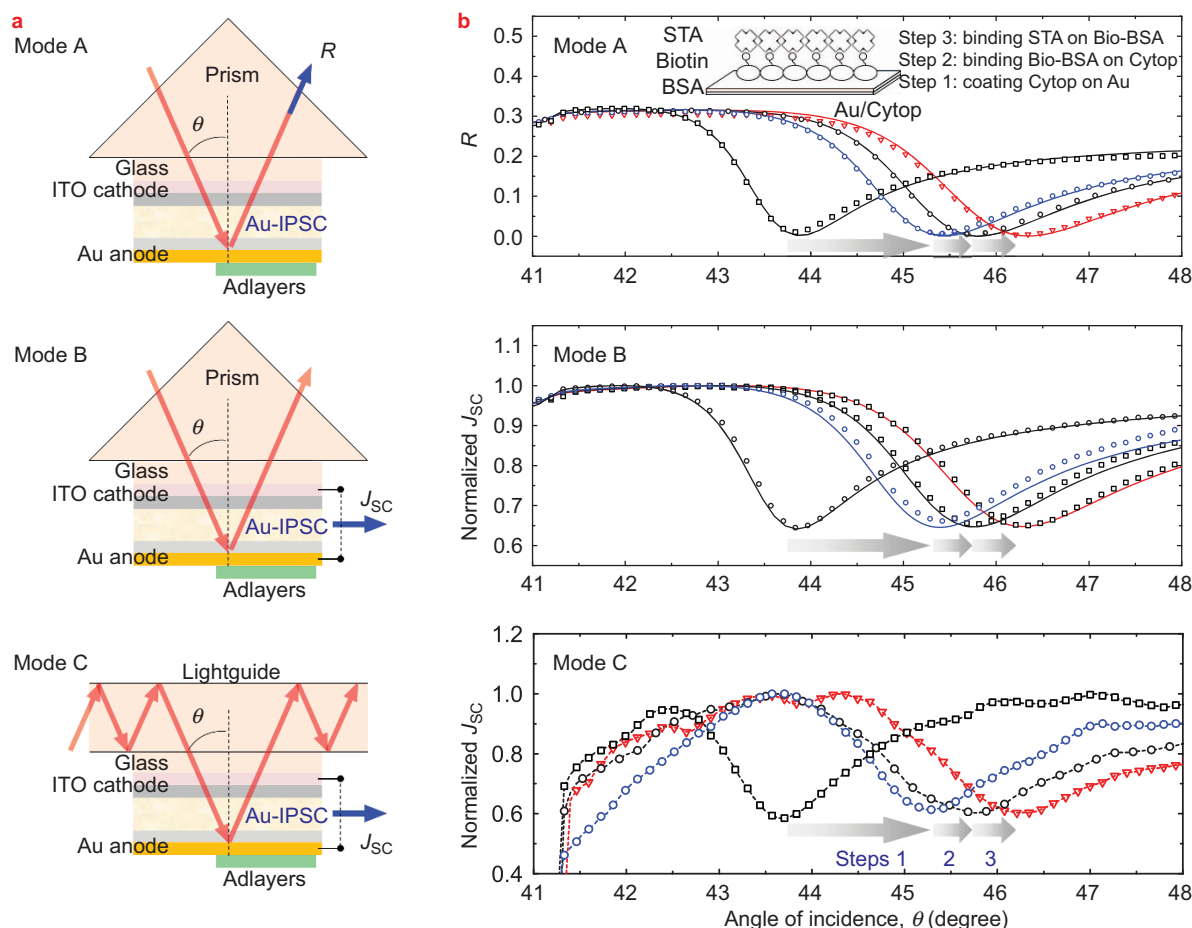 a
Mode A
R
Prism
θ
Glass
ITO cathode
Au-IPSC
Au anode
Adlayers
Mode B
Prism
θ
Glass
ITO cathode
JSC
Au-IPSC
Au anode
Adlayers
Mode C
Lightguide
θ
Glass
ITO cathode
Au-IPSC
JSC
Au anode
Adlayers
b
Mode A
STA
Biotin
BSA
Au/Cytop
Step 3: binding STA on Bio-BSA
Step 2: binding Bio-BSA on Cytop
Step 1: coating Cytop on Au
R
0.5
0.4
0.3
0.2
0.1
0.0
41 42 43 44 45 46 47 48
Mode B
Normalized JSC
1.1
1.0
0.9
0.8
0.7
0.6
41 42 43 44 45 46 47 48
Mode C
Normalized JSC
1.2
1.0
0.8
0.6
0.4
Steps 1 2 3
41 42 43 44 45 46 47 48
Angle of incidence, θ (degree)